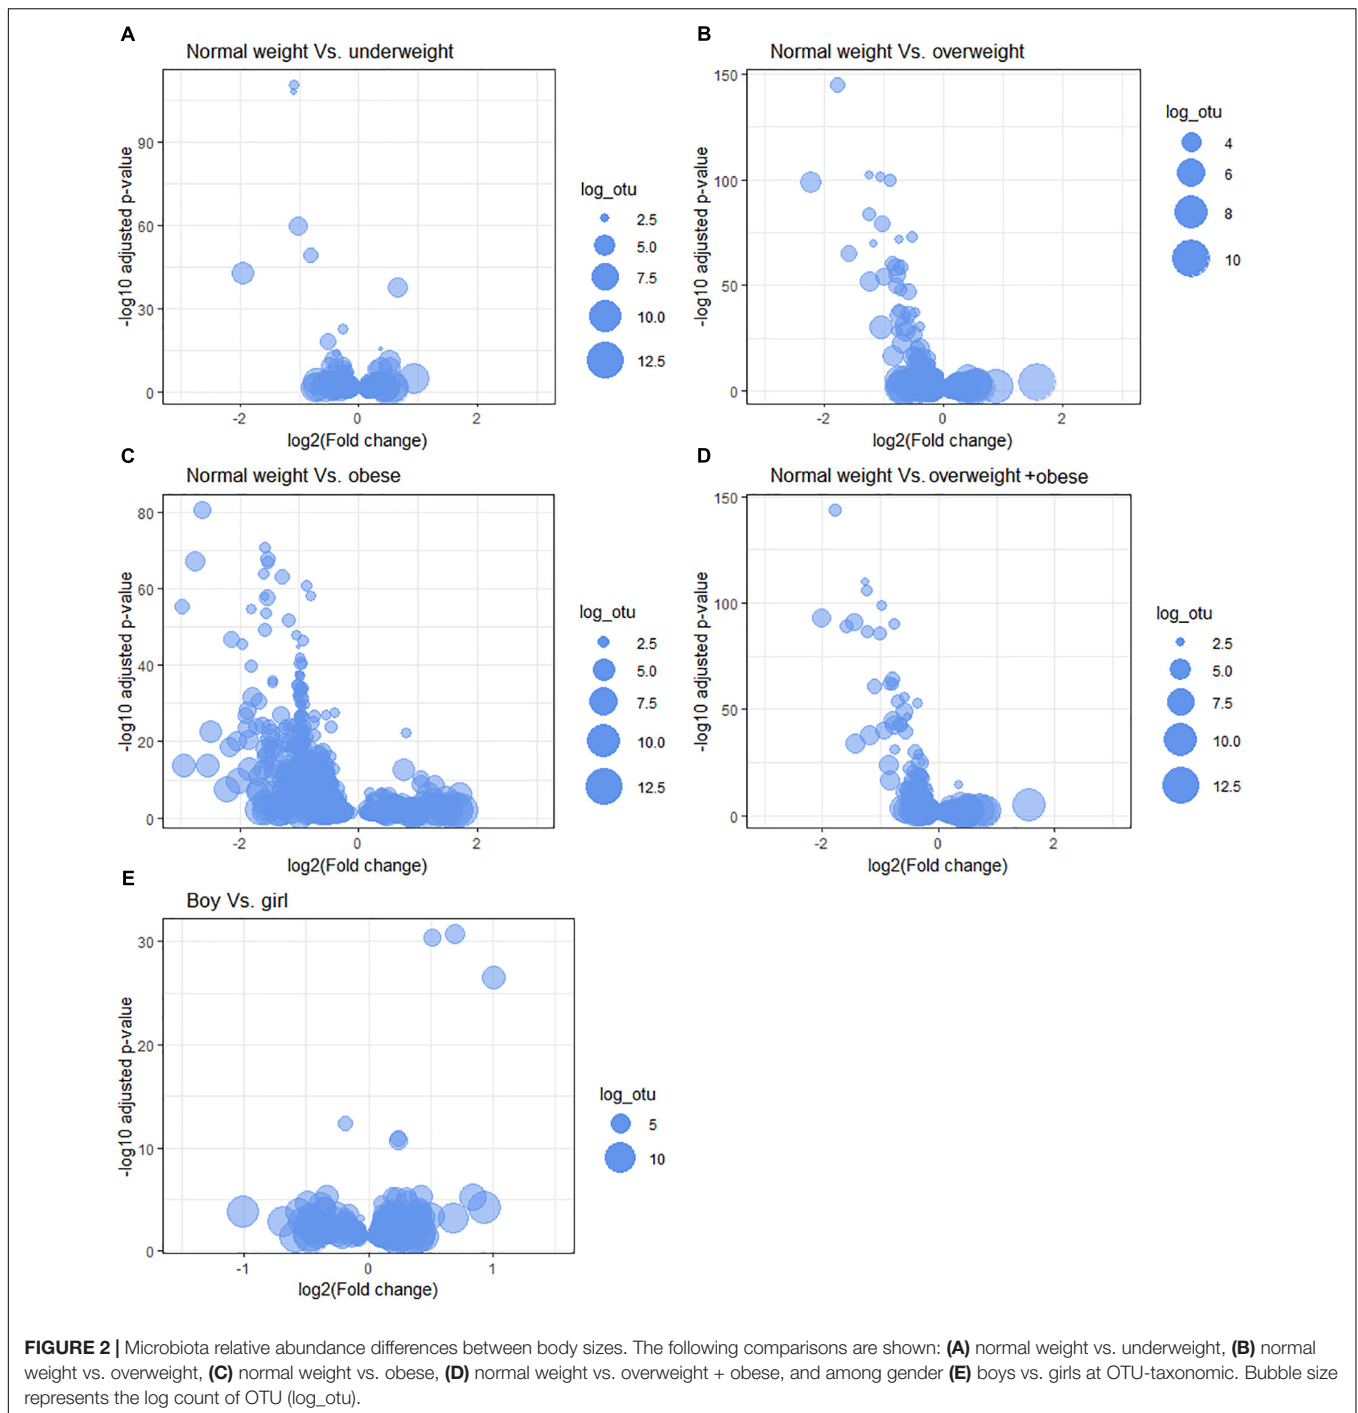 A
Normal weight Vs. underweight
-log10 adjusted p-value
90
60
30
0
-2
0
2
log2(Fold change)
log_otu
2.5
5.0
7.5
10.0
12.5
B
Normal weight Vs. overweight
-log10 adjusted p-value
150
100
50
0
-2
0
2
log2(Fold change)
log_otu
4
6
8
10
C
Normal weight Vs. obese
-log10 adjusted p-value
80
60
40
20
0
-2
0
2
log2(Fold change)
log_otu
2.5
5.0
7.5
10.0
12.5
D
Normal weight Vs. overweight +obese
-log10 adjusted p-value
150
100
50
0
-2
0
2
log2(Fold change)
log_otu
2.5
5.0
7.5
10.0
12.5
E
Boy Vs. girl
-log10 adjusted p-value
30
20
10
0
-1
0
1
log2(Fold change)
log_otu
5
10
FIGURE 2 | Microbiota relative abundance differences between body sizes. The following comparisons are shown: (A) normal weight vs. underweight, (B) normal
weight vs. overweight, (C) normal weight vs. obese, (D) normal weight vs. overweight + obese, and among gender (E) boys vs. girls at OTU-taxonomic. Bubble size
represents the log count of OTU (log_otu).